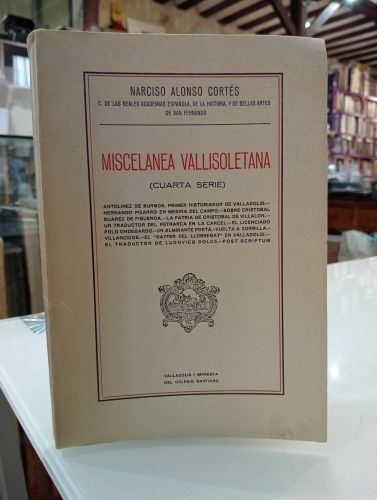 NARCISO ALONSO CORTÉS
C. DE LAS REALES ACADEMIAS ESPAÑOLA, DE LA HISTORIA, Y DE BELLAS ARTES
DE SAN FERNANDO
MISCELANEA VALLISOLETANA
(CUARTA SERIE)
ANTOLINEZ DE BURGOS, PRIMER HISTORIADOR DE VALLADOLID.—
HERNANDO PIZARRO EN MEDINA DEL CAMPO.—SOBRE CRISTOBAL
SUAREZ DE FIGUEROA.—LA PATRIA DE CRISTOBAL DE VILLALON.—
UN TRADUCTOR DEL PETRARCA EN LA CARCEL.—EL LICENCIADO
POLO ONDEGARDO.—UN ALMIRANTE POETA.—VUELTA A ZORRILLA.—
VILLANCICOS.—EL "GAYTER DEL LLOBREGAT" EN VALLADOLID.—
EL TRADUCTOR DE LUDOVICO DOLCE.—POST SCRIPTUM
VALLADOLID : IMPRENTA
DEL COLEGIO SANTIAGO